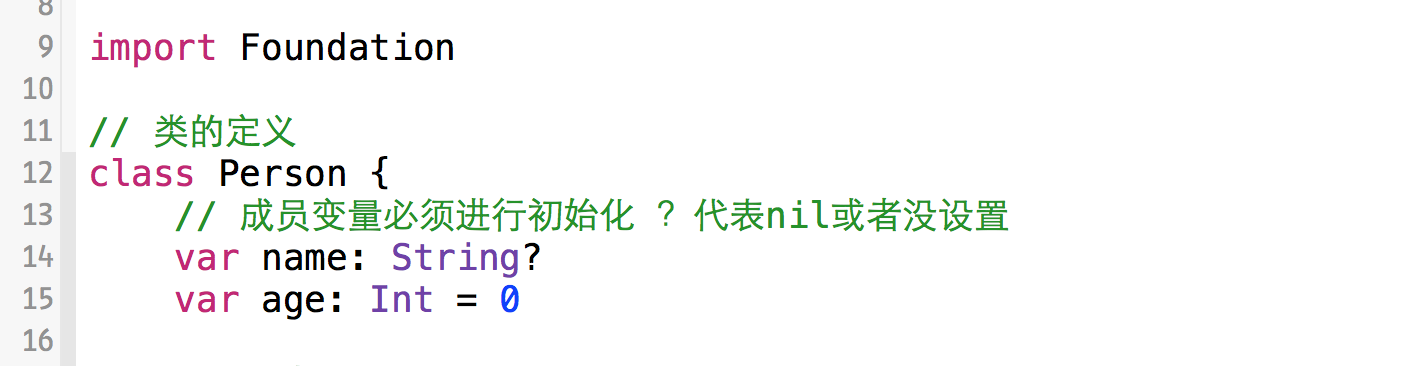 8
9 import Foundation
10
11 // 类的定义
12 class Person {
13 // 成员变量必须进行初始化 ? 代表nil或者没设置
14 var name: String?
15 var age: Int = 0
16